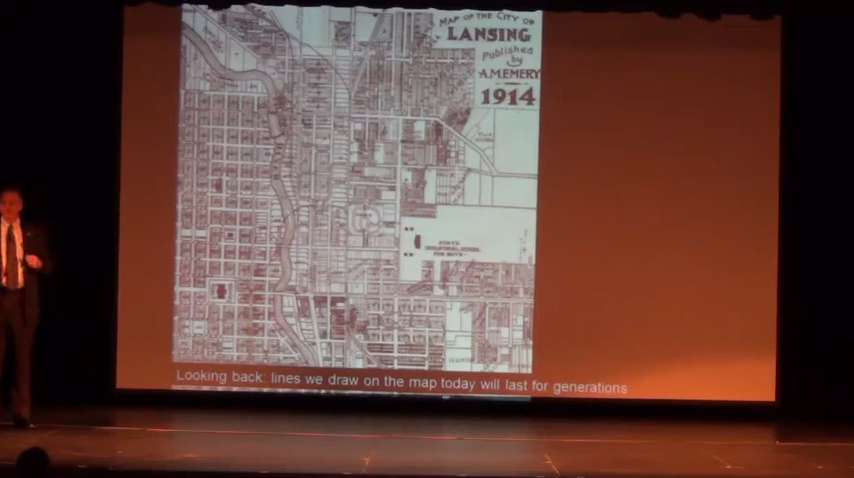 MAP OF THE CITY OF
LANSING
Published
by
A.M.EMERY
1914
STATE
INDUSTRIAL SCHOOL
FOR BOYS
Looking back: lines we draw on the map today will last for generations